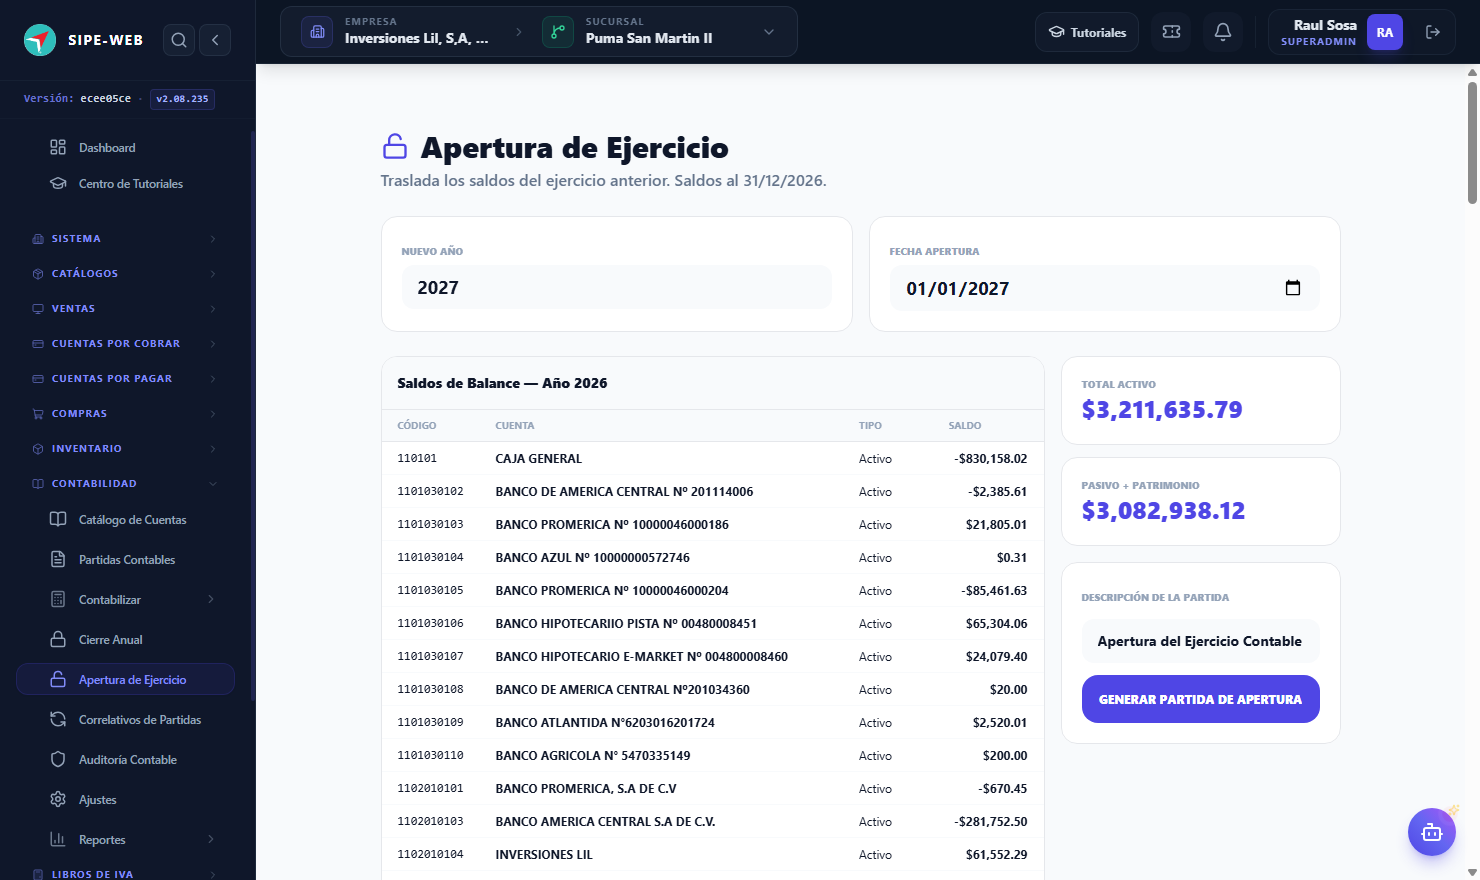 SIPE-WEB
Versión: ecee05ce · v2.08.235
Dashboard
Centro de Tutoriales
SISTEMA
CATÁLOGOS
VENTAS
CUENTAS POR COBRAR
CUENTAS POR PAGAR
COMPRAS
INVENTARIO
CONTABILIDAD
Catálogo de Cuentas
Partidas Contables
Contabilizar
Cierre Anual
Apertura de Ejercicio
Correlativos de Partidas
Auditoría Contable
Ajustes
Reportes
LIBROS DE IVA
EMPRESA
Inversiones Lil, S,A, ...
SUCURSAL
Puma San Martin II
Tutoriales
Raul Sosa
SUPERADMIN
RA
Apertura de Ejercicio
Traslada los saldos del ejercicio anterior. Saldos al 31/12/2026.
NUEVO AÑO
2027
FECHA APERTURA
01/01/2027
Saldos de Balance — Año 2026
CÓDIGO CUENTA TIPO SALDO
110101 CAJA GENERAL Activo -$830,158.02
1101030102 BANCO DE AMERICA CENTRAL Nº 201114006 Activo -$2,385.61
1101030103 BANCO PROMERICA Nº 10000046000186 Activo $21,805.01
1101030104 BANCO AZUL Nº 10000000572746 Activo $0.31
1101030105 BANCO PROMERICA Nº 10000046000204 Activo -$85,461.63
1101030106 BANCO HIPOTECARIIO PISTA Nº 00480008451 Activo $65,304.06
1101030107 BANCO HIPOTECARIO E-MARKET Nº 004800008460 Activo $24,079.40
1101030108 BANCO DE AMERICA CENTRAL Nº201034360 Activo $20.00
1101030109 BANCO ATLANTIDA N°6203016201724 Activo $2,520.01
1101030110 BANCO AGRICOLA N° 5470335149 Activo $200.00
1102010101 BANCO PROMERICA, S.A DE C.V Activo -$670.45
1102010103 BANCO AMERICA CENTRAL S.A DE C.V. Activo -$281,752.50
1102010104 INVERSIONES LIL Activo $61,552.29
TOTAL ACTIVO
$3,211,635.79
PASIVO + PATRIMONIO
$3,082,938.12
DESCRIPCIÓN DE LA PARTIDA
Apertura del Ejercicio Contable
GENERAR PARTIDA DE APERTURA